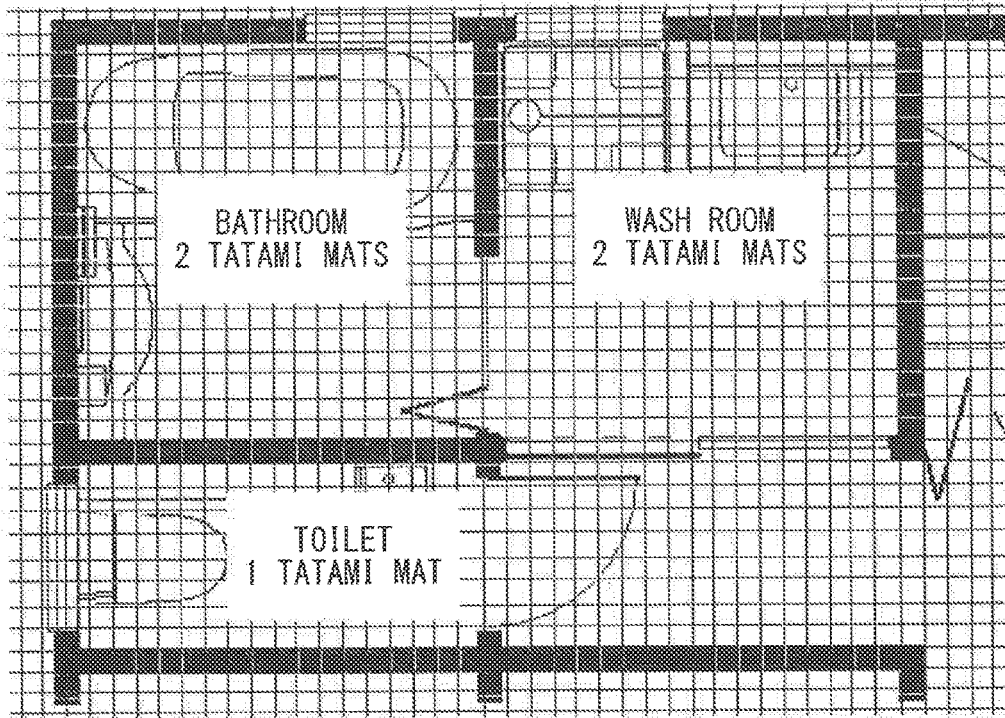 BATHROOM
2 TATAMI MATS
WASH ROOM
2 TATAMI MATS
TOILET
1 TATAMI MAT